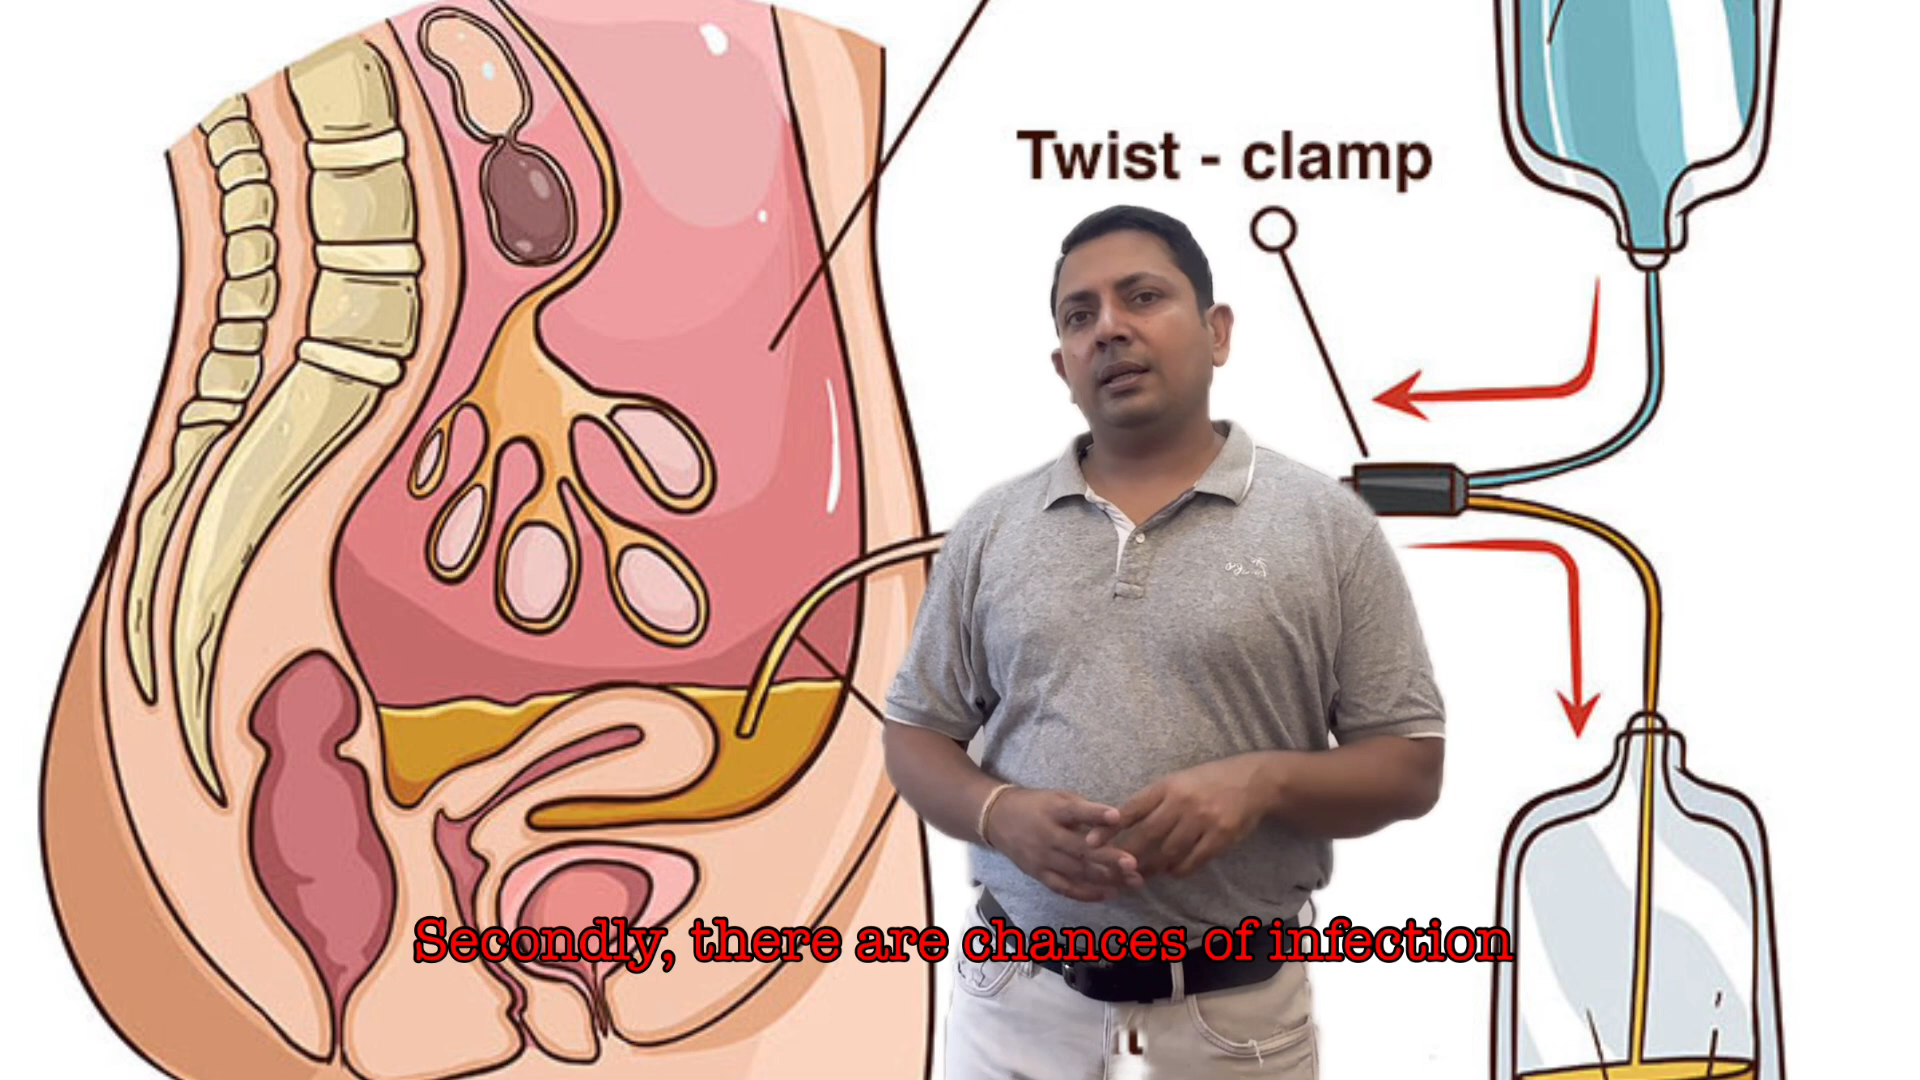 Twist - clamp
Secondly, there are chances of infection